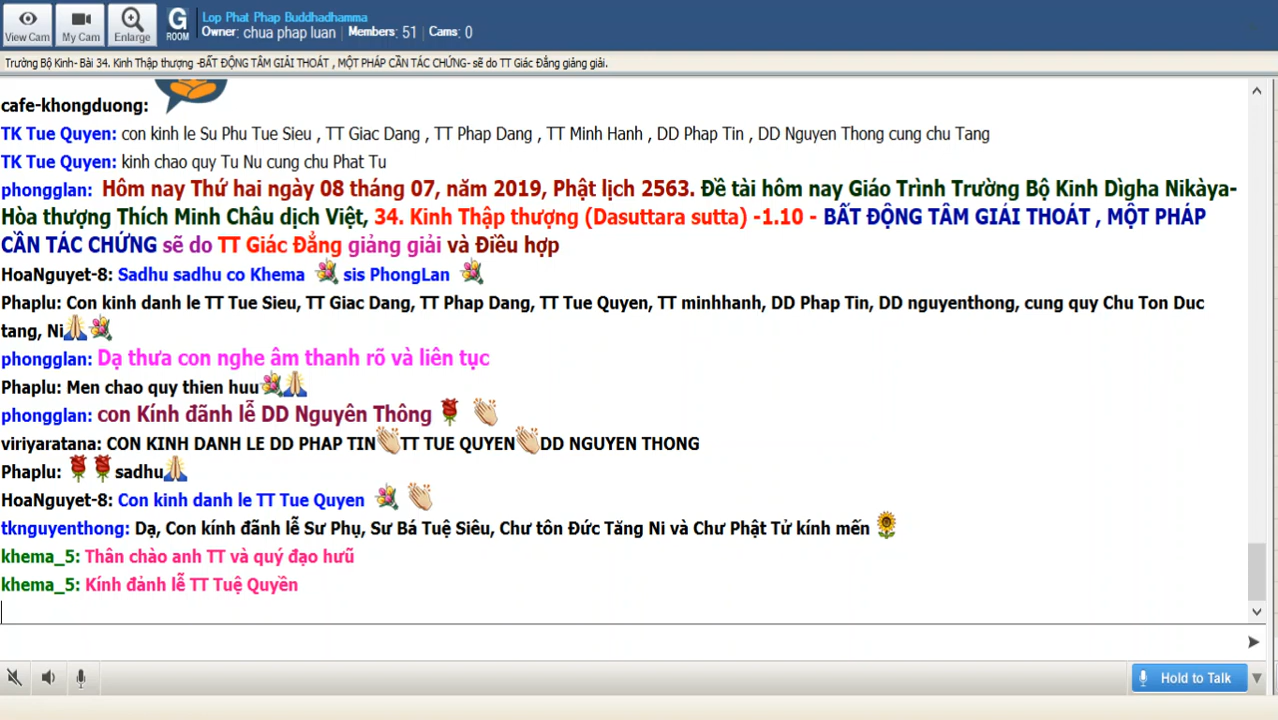 View Cam
My Cam
Enlarge
G
ROOM
Lop Phat Phap Buddhadhamma
Owner: chua phap luan Members: 51 Cams: 0
Trường Bộ Kinh- Bài 34. Kinh Thập thượng -BẤT ĐỘNG TÂM GIẢI THOÁT , MỘT PHÁP CẦN TÁC CHỨNG- sẽ do TT Giác Đẳng giảng giải.
cafe-khongduong:
TK Tue Quyen: con kinh le Su Phu Tue Sieu , TT Giac Dang , TT Phap Dang , TT Minh Hanh , DD Phap Tin , DD Nguyen Thong cung chu Tang
TK Tue Quyen: kinh chao quy Tu Nu cung chu Phat Tu
phongglan: Hôm nay Thứ hai ngày 08 tháng 07, năm 2019, Phật lịch 2563. Đề tài hôm nay Giáo Trình Trường Bộ Kinh Dìgha Nikàya-
Hòa thượng Thích Minh Châu dịch Việt, 34. Kinh Thập thượng (Dasuttara sutta) -1.10 - BẤT ĐỘNG TÂM GIẢI THOÁT , MỘT PHÁP
CẦN TÁC CHỨNG sẽ do TT Giác Đẳng giảng giải và Điều hợp
HoaNguyet-8: Sadhu sadhu co Khema sis PhongLan
Phaplu: Con kinh danh le TT Tue Sieu, TT Giac Dang, TT Phap Dang, TT Tue Quyen, TT minhhanh, DD Phap Tin, DD nguyenthong, cung quy Chu Ton Duc
tang, Ni
phongglan: Dạ thưa con nghe âm thanh rõ và liên tục
Phaplu: Men chao quy thien huu
phongglan: con Kính đãnh lễ DD Nguyên Thông
viriyaratana: CON KINH DANH LE DD PHAP TIN TT TUE QUYEN DD NGUYEN THONG
Phaplu: sadhu
HoaNguyet-8: Con kinh danh le TT Tue Quyen
tknguyenthong: Dạ, Con kính đãnh lễ Sư Phụ, Sư Bá Tuệ Siêu, Chư tôn Đức Tăng Ni và Chư Phật Tử kính mến
khema_5: Thân chào anh TT và quý đạo hưũ
khema_5: Kính đảnh lễ TT Tuệ Quyền
Hold to Talk